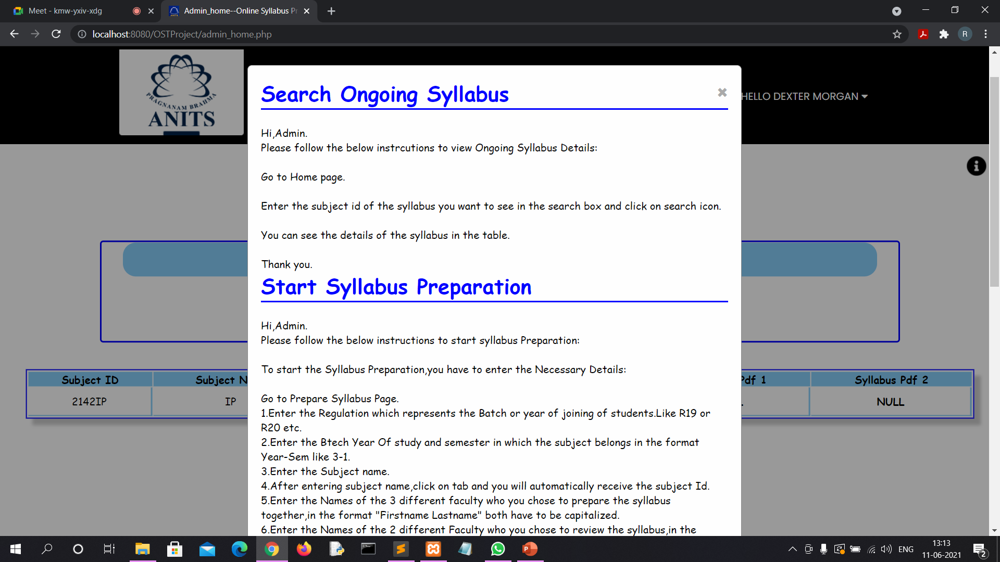 Meet - kmw-yxiv-xdg
Admin_home--Online Syllabus Pr
localhost:8080/OSTProject/admin_home.php
R
PRAGNANAM BRAHMA
ANITS
HELLO DEXTER MORGAN
Search Ongoing Syllabus
Hi,Admin.
Please follow the below instrcutions to view Ongoing Syllabus Details:
Go to Home page.
Enter the subject id of the syllabus you want to see in the search box and click on search icon.
You can see the details of the syllabus in the table.
Thank you.
Start Syllabus Preparation
Hi,Admin.
Please follow the below instructions to start syllabus Preparation:
To start the Syllabus Preparation,you have to enter the Necessary Details:
Go to Prepare Syllabus Page.
1.Enter the Regulation which represents the Batch or year of joining of students.Like R19 or
R20 etc.
2.Enter the Btech Year Of study and semester in which the subject belongs in the format
Year-Sem like 3-1.
3.Enter the Subject name.
4.After entering subject name,click on tab and you will automatically receive the subject Id.
5.Enter the Names of the 3 different faculty who you chose to prepare the syllabus
together,in the format "Firstname Lastname" both have to be capitalized.
6.Enter the Names of the 2 different Faculty who you chose to review the syllabus,in the
Subject ID Subject N Pdf 1 Syllabus Pdf 2
2142IP IP NULL
ENG
13:13
11-06-2021
2